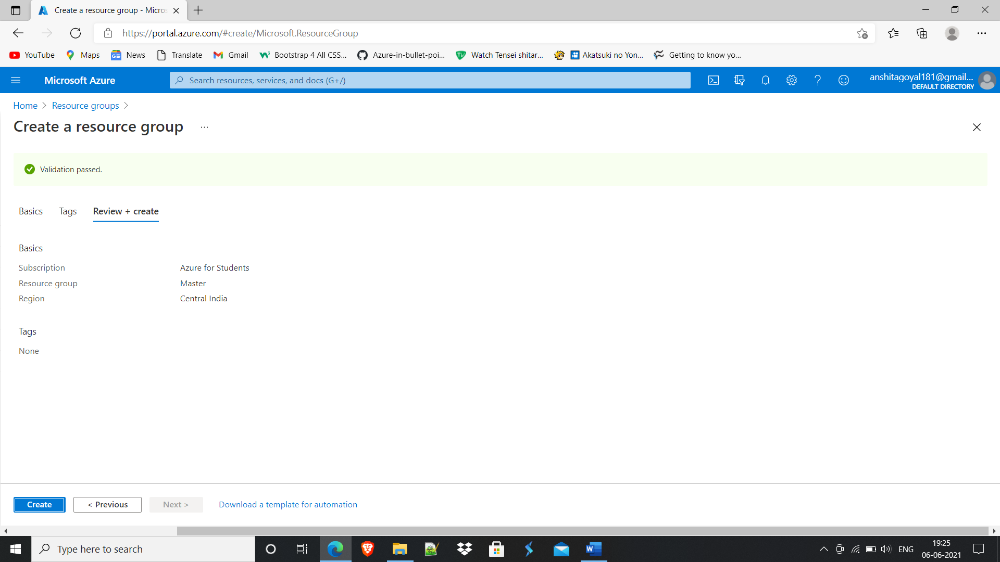 Create a resource group - Micros
https://portal.azure.com/#create/Microsoft.ResourceGroup
YouTube Maps News Translate Gmail Bootstrap 4 All CSS... Azure-in-bullet-poi... Watch Tensei shitar... Akatsuki no Yon... Getting to know yo...
Microsoft Azure Search resources, services, and docs (G+/) anshitagoyal181@gmail...
DEFAULT DIRECTORY
Home > Resource groups >
Create a resource group ...
Validation passed.
Basics Tags Review + create
Basics
Subscription Azure for Students
Resource group Master
Region Central India
Tags
None
Create < Previous Next > Download a template for automation
Type here to search ENG 19:25
06-06-2021